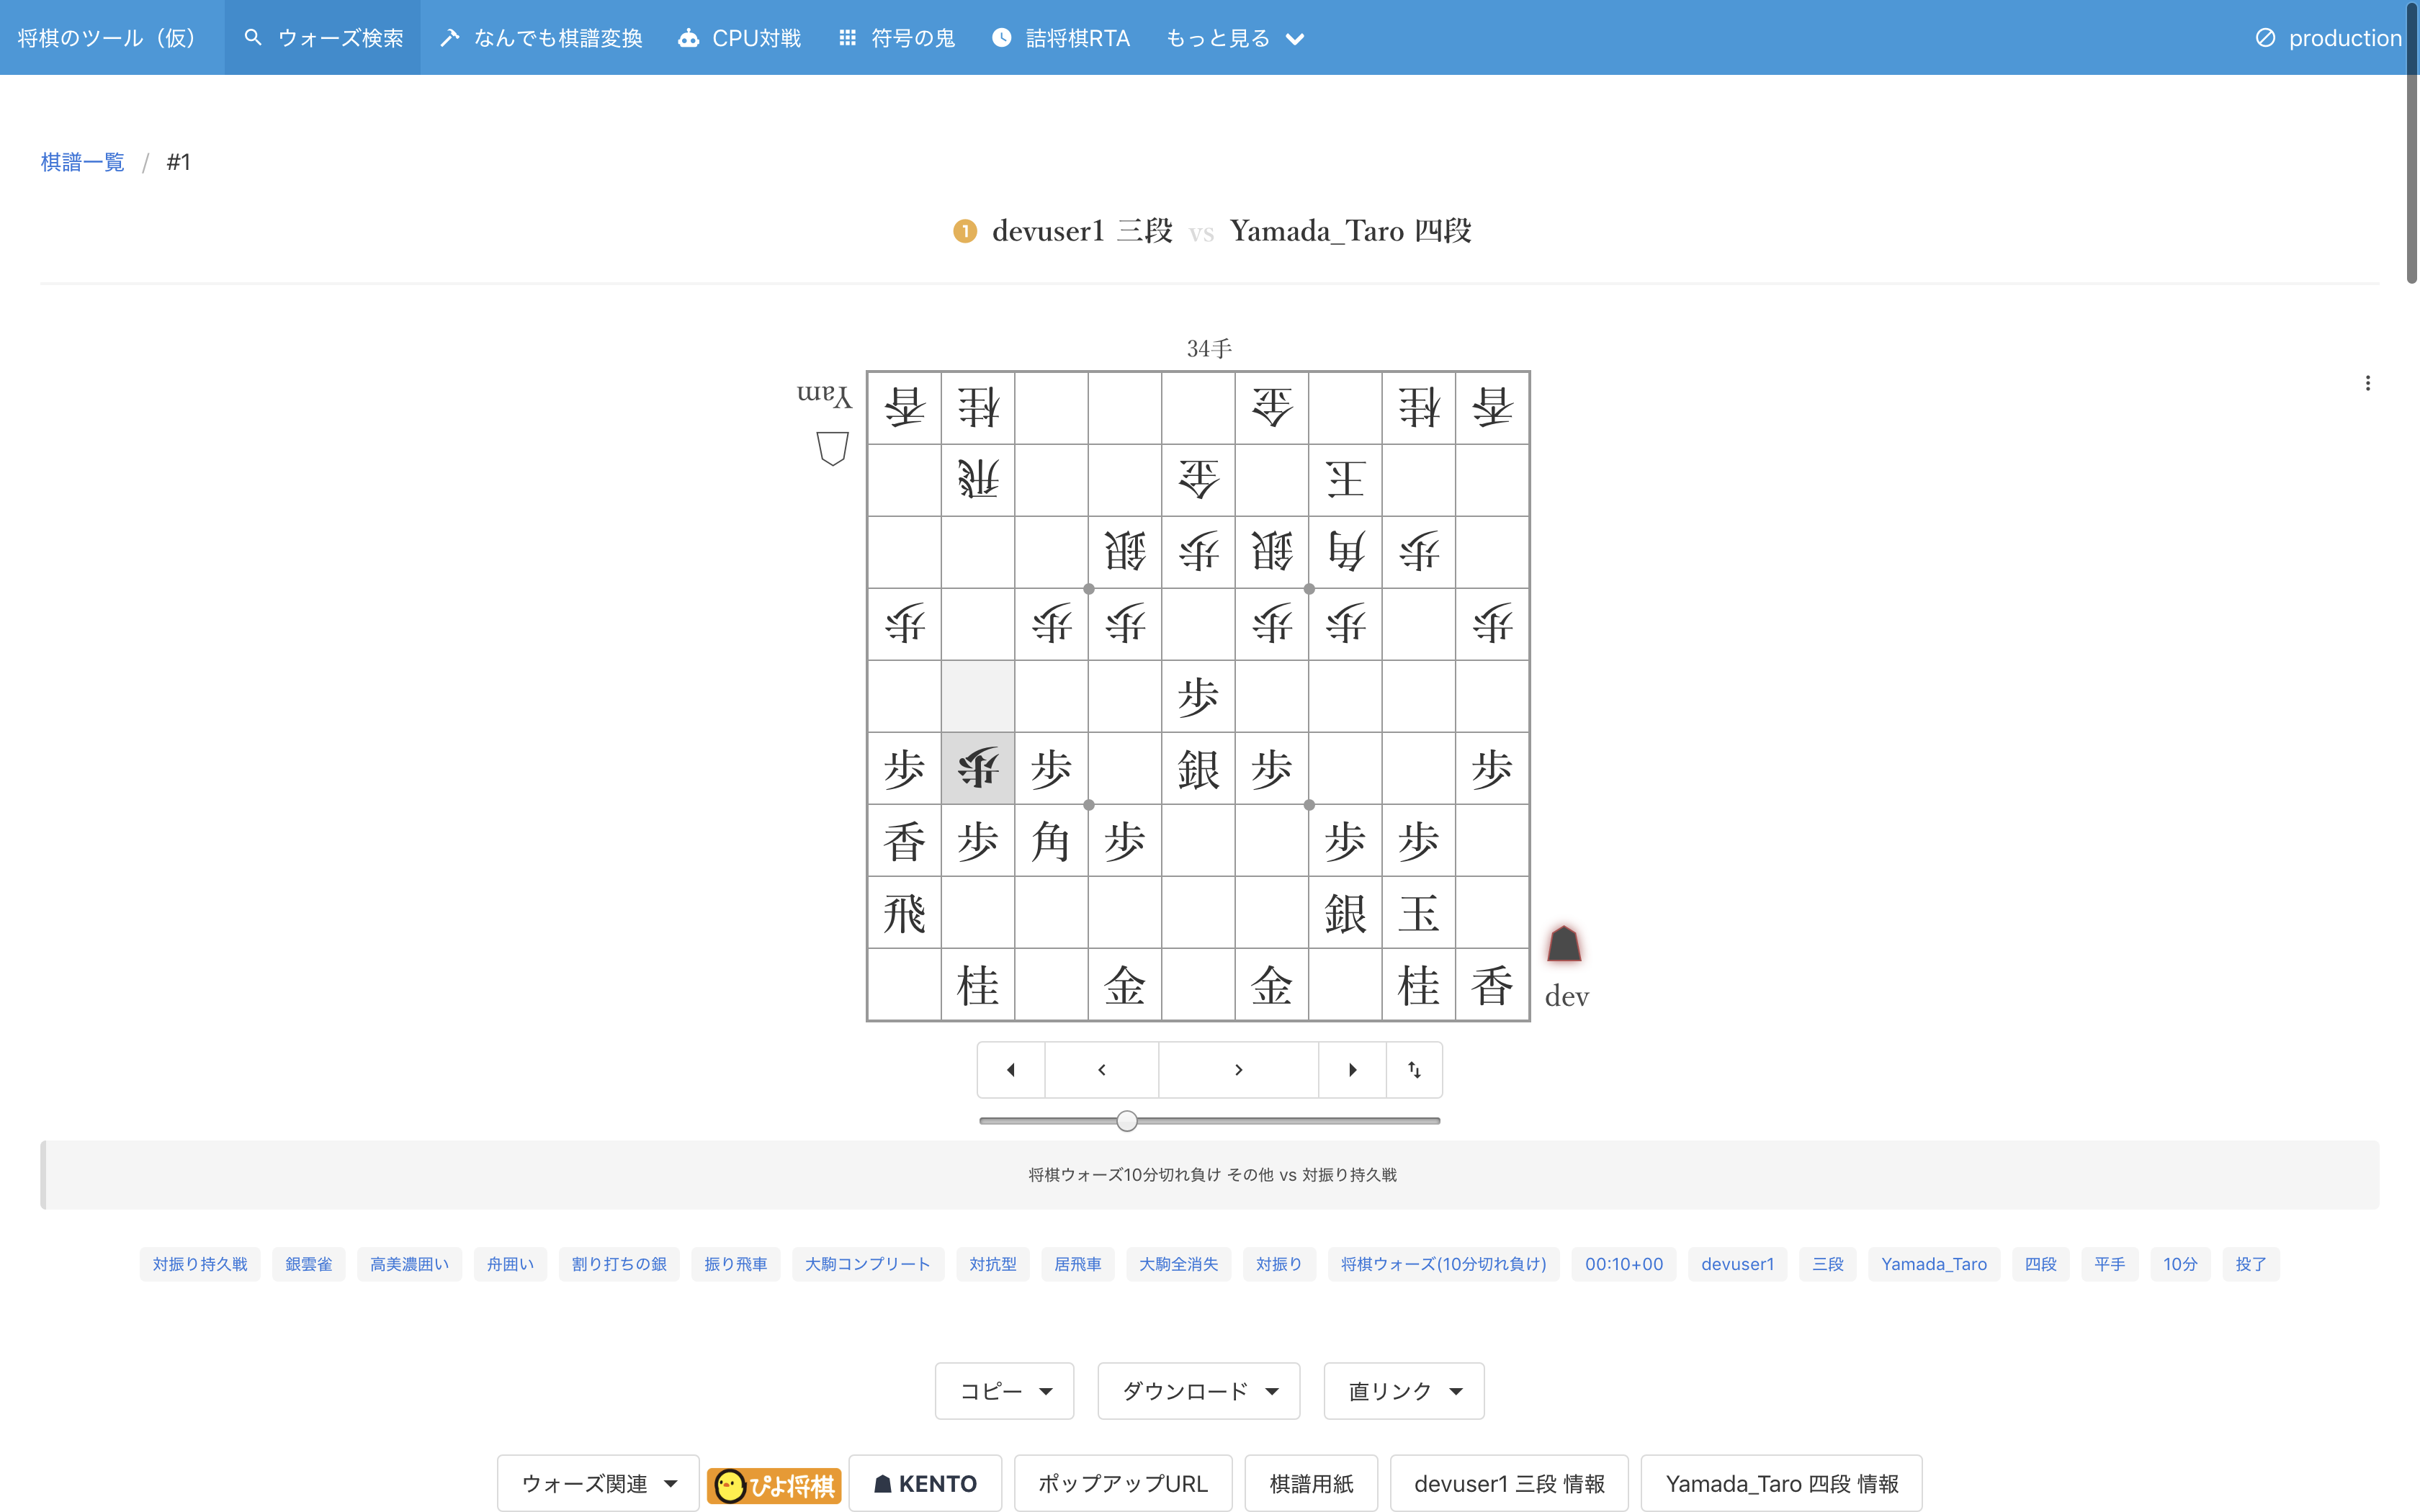 将棋のツール（仮） ウォーズ検索 なんでも棋譜変換 CPU対戦 符号の鬼 詰将棋RTA もっと見る production
棋譜一覧 / #1
1 devuser1 三段 vs Yamada_Taro 四段
34手
Yam
香 桂 金 桂 香
飛 金 王
銀 歩 銀 角 歩
歩 歩 歩 歩 歩 歩
歩
歩 歩 歩 銀 歩 歩
香 歩 角 歩 歩 歩
飛 銀 玉
桂 金 金 桂 香
dev
将棋ウォーズ10分切れ負け その他 vs 対振り持久戦
対振り持久戦 銀雲雀 高美濃囲い 舟囲い 割り打ちの銀 振り飛車 大駒コンプリート 対抗型 居飛車 大駒全消失 対振り 将棋ウォーズ(10分切れ負け) 00:10+00 devuser1 三段 Yamada_Taro 四段 平手 10分 投了
コピー ダウンロード 直リンク
ウォーズ関連 ぴよ将棋 KENTO ポップアップURL 棋譜用紙 devuser1 三段 情報 Yamada_Taro 四段 情報